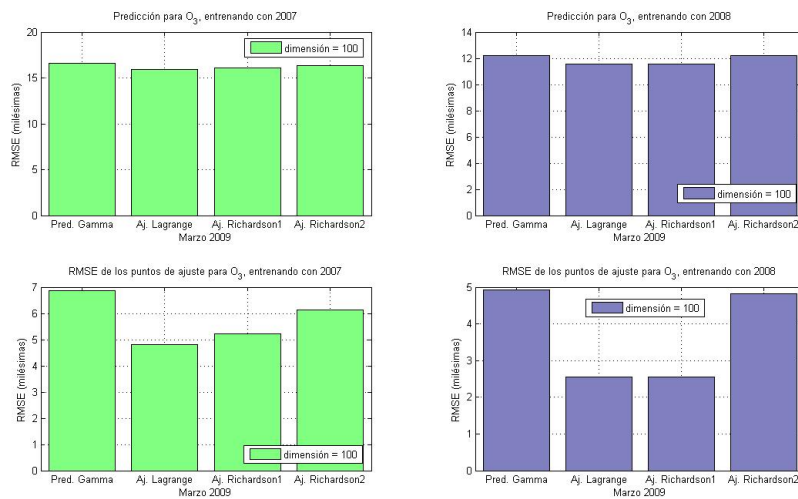 Predicción para O3, entrenando con 2007
20
15
10
5
0
RMSE (milésimas)
dimensión = 100
Pred. Gamma Aj. Lagrange Aj. Richardson1 Aj. Richardson2
Marzo 2009
Predicción para O3, entrenando con 2008
14
12
10
8
6
4
2
0
RMSE (milésimas)
dimensión = 100
Pred. Gamma Aj. Lagrange Aj. Richardson1 Aj. Richardson2
Marzo 2009
RMSE de los puntos de ajuste para O3, entrenando con 2007
7
6
5
4
3
2
1
0
RMSE (milésimas)
dimensión = 100
Pred. Gamma Aj. Lagrange Aj. Richardson1 Aj. Richardson2
Marzo 2009
RMSE de los puntos de ajuste para O3, entrenando con 2008
5
4
3
2
1
0
RMSE (milésimas)
dimensión = 100
Pred. Gamma Aj. Lagrange Aj. Richardson1 Aj. Richardson2
Marzo 2009